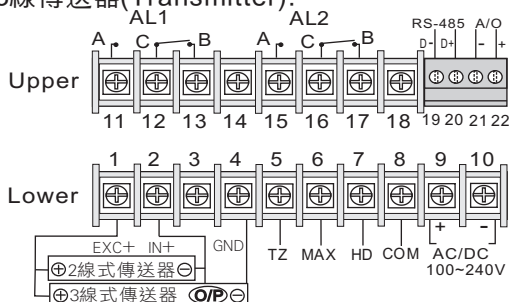 線傳送器(Transmitter):
AL1 AL2
RS-485 A/O
A C B A C B D- D+ - +
Upper
11 12 13 14 15 16 17 18 19 20 21 22
1 2 3 4 5 6 7 8 9 10
Lower
+ -
EXC+ IN+ GND TZ MAX HD COM AC/DC
100~240V
⊕2線式傳送器⊖
⊕3線式傳送器 O/P⊖